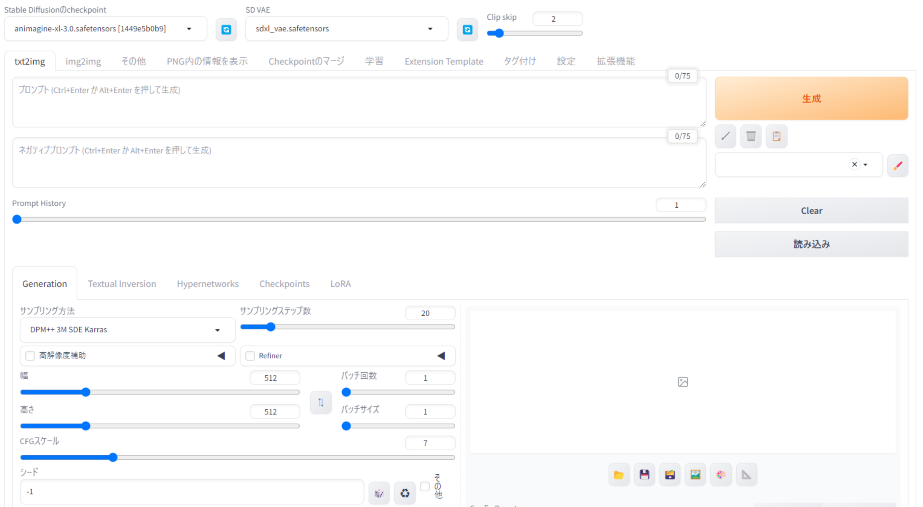 Stable Diffusionのcheckpoint
SD VAE
Clip skip
2
animagine-xl-3.0.safetensors [1449e5b0b9]
sdxl_vae.safetensors
txt2img
img2img
その他
PNG内の情報を表示
Checkpointのマージ
学習
Extension Template
タグ付け
設定
拡張機能
0/75
プロンプト (Ctrl+Enter か Alt+Enter を押して生成)
生成
0/75
ネガティブプロンプト (Ctrl+Enter か Alt+Enter を押して生成)
Prompt History
1
Clear
読み込み
Generation
Textual Inversion
Hypernetworks
Checkpoints
LoRA
サンプリング方法
サンプリングステップ数
20
DPM++ 3M SDE Karras
高解像度補助
Refiner
幅
512
バッチ回数
1
高さ
512
バッチサイズ
1
CFGスケール
7
シード
-1
その他